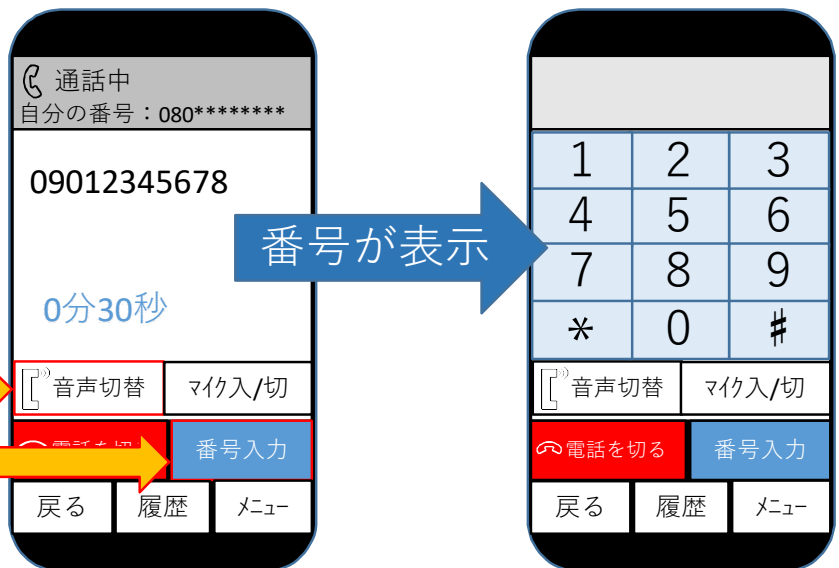 通話中
自分の番号：080********
09012345678
0分30秒
音声切替 マイク入/切
番号入力
戻る 履歴 メニュー
番号が表示
1 2 3
4 5 6
7 8 9
* 0 #
音声切替 マイク入/切
電話を切る 番号入力
戻る 履歴 メニュー